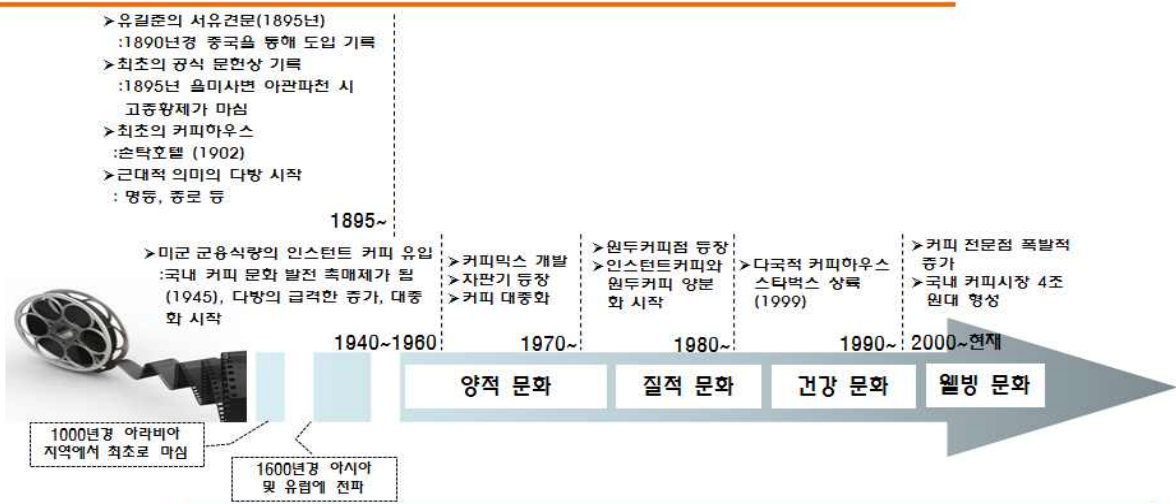 ➤유길준의 서유견문(1895년)
:1890년경 중국을 통해 도입 기록
➤최초의 공식 문헌상 기록
:1895년 을미사변 아관파천 시
고종황제가 마심
➤최초의 커피하우스
:손탁호텔 (1902)
➤근대적 의미의 다방 시작
: 명동, 종로 등
1895~
➤미군 군용식량의 인스턴트 커피 유입
:국내 커피 문화 발전 촉매제가 됨
(1945), 다방의 급격한 증가, 대중
화 시작
1940~1960
➤커피믹스 개발
➤자판기 등장
➤커피 대중화
1970~
➤원두커피점 등장
➤인스턴트커피와
원두커피 양분
화 시작
1980~
➤다국적 커피하우스
스타벅스 상륙
(1999)
1990~
➤커피 전문점 폭발적
증가
➤국내 커피시장 4조
원대 형성
2000~현재
양적 문화
질적 문화
건강 문화
웰빙 문화
1000년경 아라비아
지역에서 최초로 마심
1600년경 아시아
및 유럽에 전파